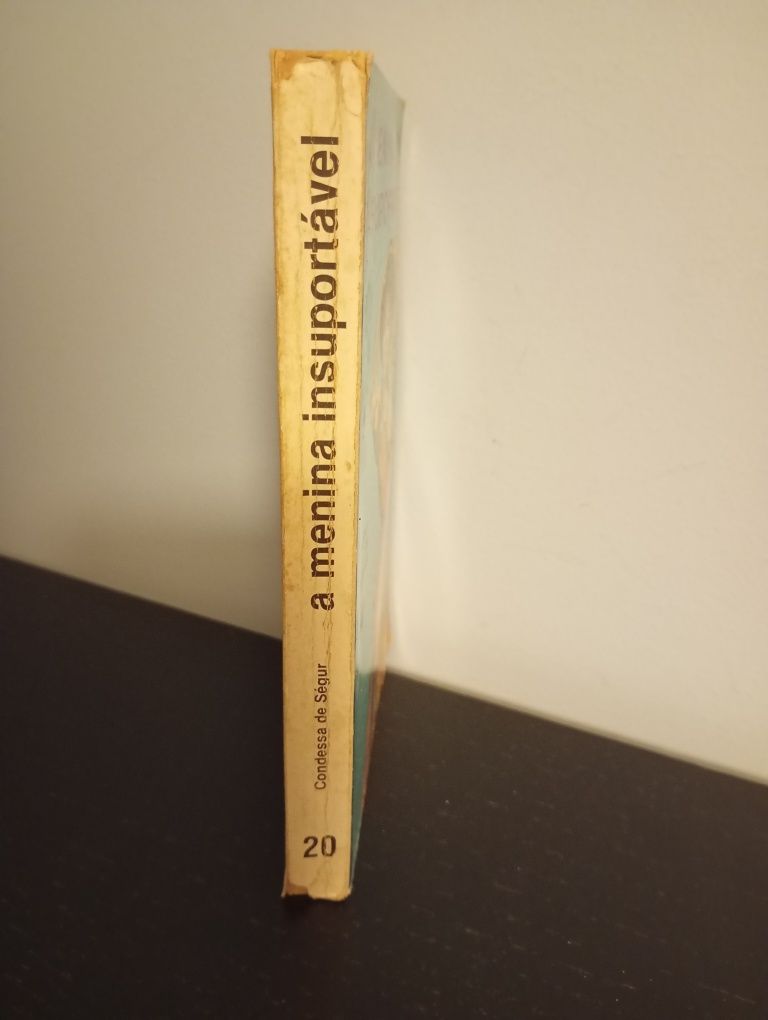 a menina insuportável
Condessa de Ségur
20